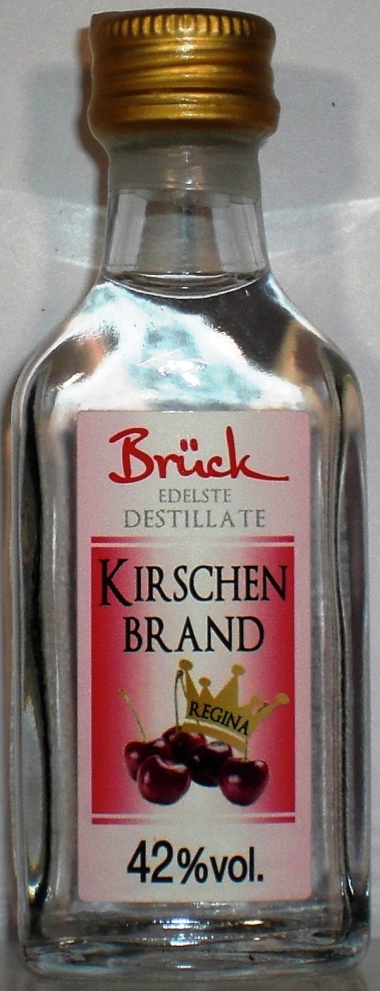 Brück
EDELSTE
DESTILLATE
KIRSCHEN
BRAND
REGINA
42%vol.